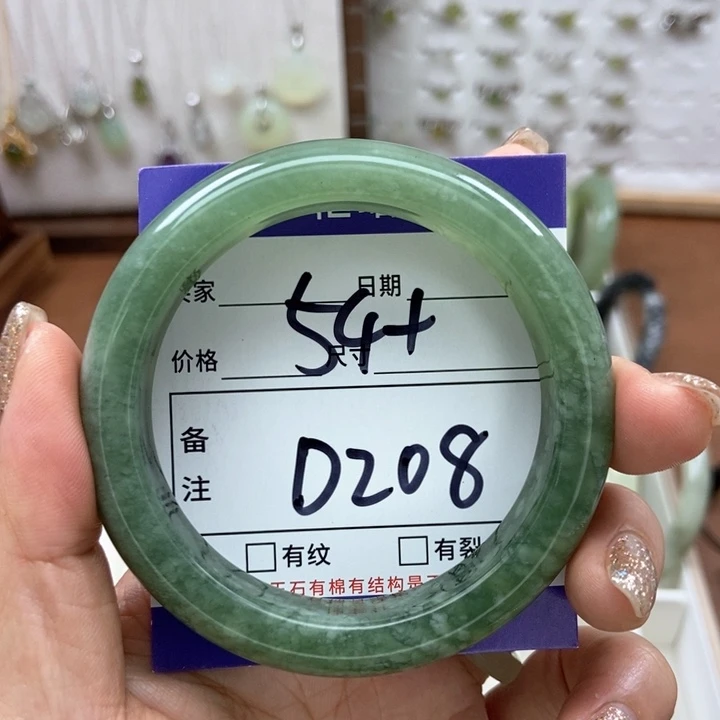 家 日期
54+
价格 尺寸
备注
D208
□有纹 □有裂
玉石有棉有结构是